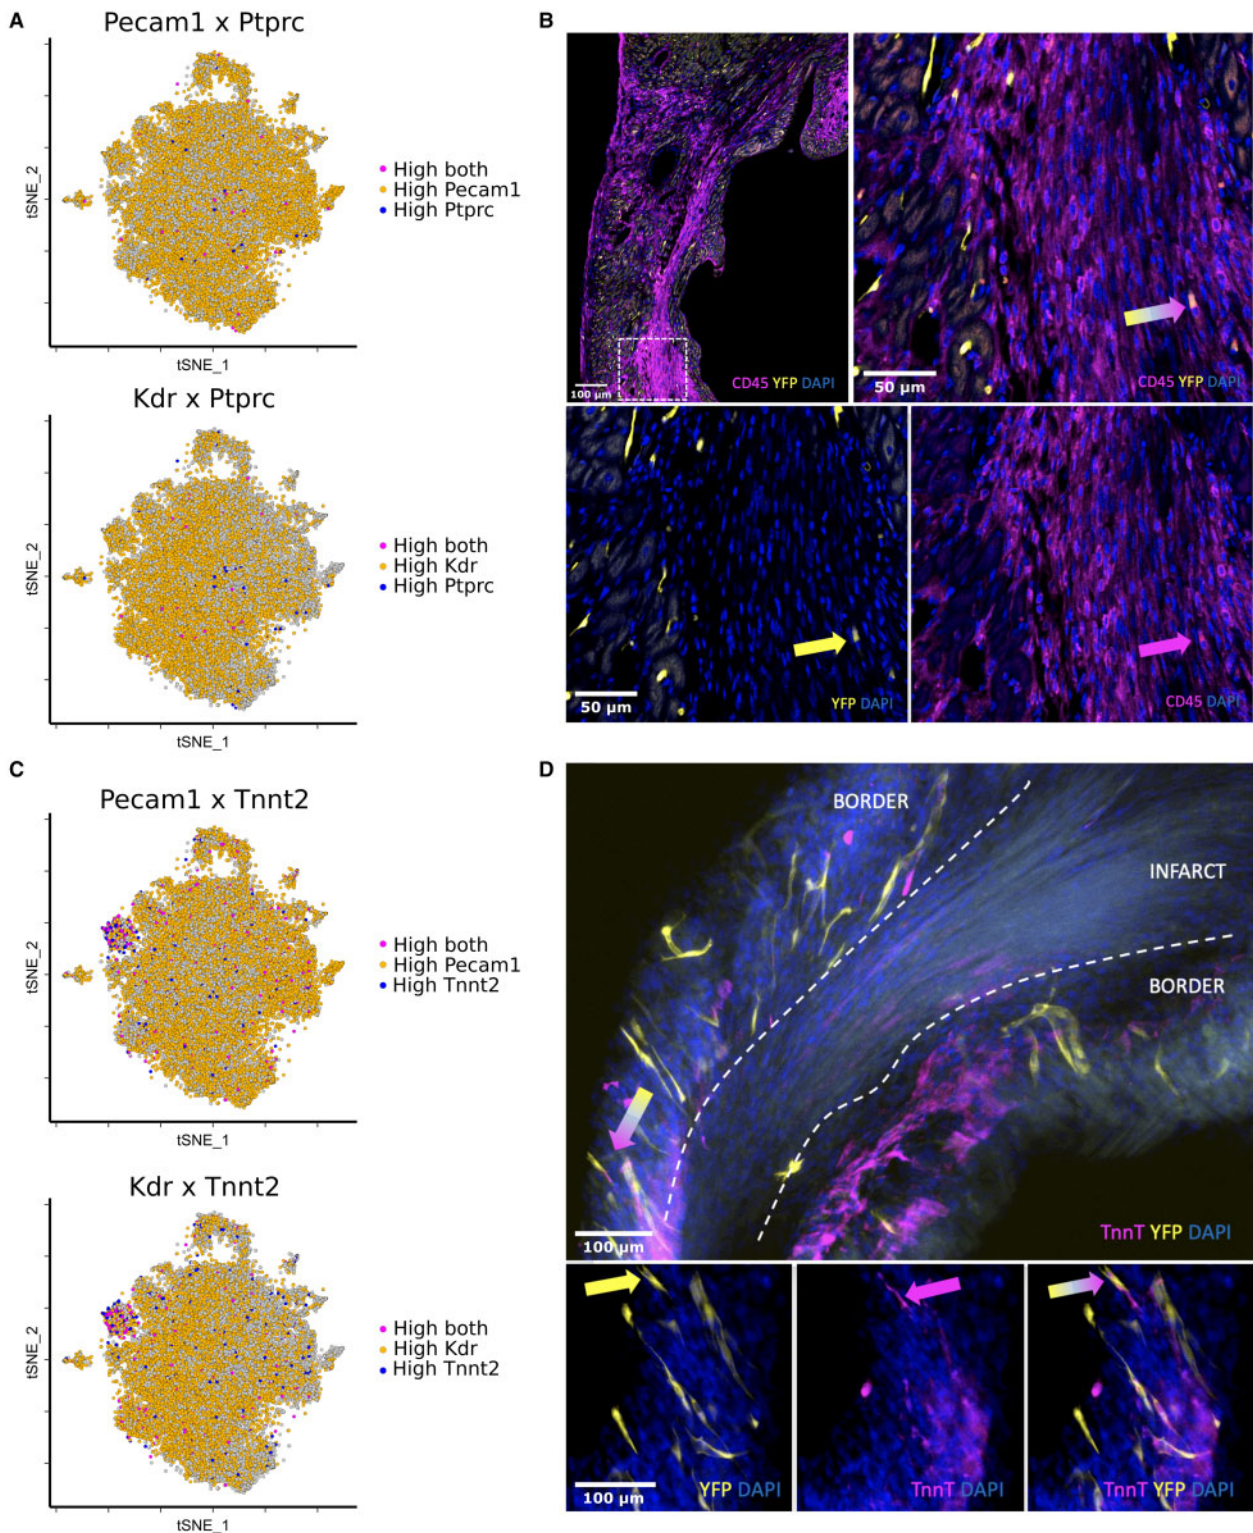 A
Pecam1 x Ptprc
tSNE_2
High both
High Pecam1
High Ptprc
tSNE_1
Kdr x Ptprc
tSNE_2
High both
High Kdr
High Ptprc
tSNE_1
B
100 µm
CD45 YFP DAPI
50 µm
CD45 YFP DAPI
50 µm
YFP DAPI
CD45 DAPI
C
Pecam1 x Tnnt2
tSNE_2
High both
High Pecam1
High Tnnt2
tSNE_1
Kdr x Tnnt2
tSNE_2
High both
High Kdr
High Tnnt2
tSNE_1
D
BORDER
INFARCT
BORDER
100 µm
TnnT YFP DAPI
100 µm
YFP DAPI
TnnT DAPI
TnnT YFP DAPI